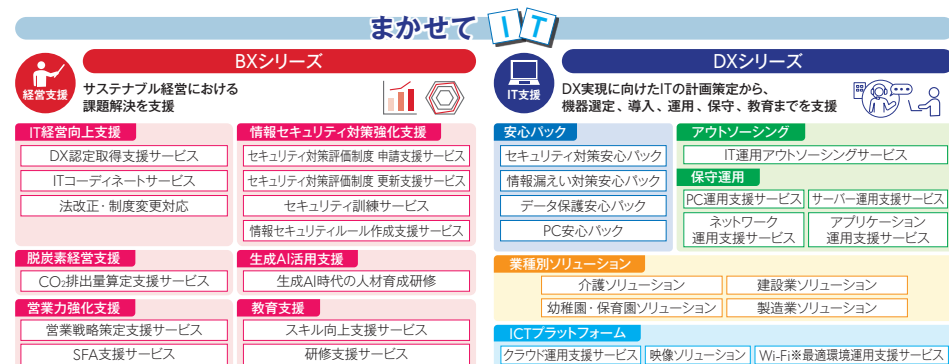 まかせてIT
BXシリーズ
経営支援
サステナブル経営における
課題解決を支援
IT経営向上支援
DX認定取得支援サービス
ITコーディネートサービス
法改正・制度変更対応
情報セキュリティ対策強化支援
セキュリティ対策評価制度 申請支援サービス
セキュリティ対策評価制度 更新支援サービス
セキュリティ訓練サービス
情報セキュリティルール作成支援サービス
脱炭素経営支援
CO₂排出量算定支援サービス
生成AI活用支援
生成AI時代の人材育成研修
営業力強化支援
営業戦略策定支援サービス
SFA支援サービス
教育支援
スキル向上支援サービス
研修支援サービス
DXシリーズ
IT支援
DX実現に向けたITの計画策定から、
機器選定、導入、運用、保守、教育までを支援
安心パック
セキュリティ対策安心パック
情報漏えい対策安心パック
データ保護安心パック
PC安心パック
アウトソーシング
IT運用アウトソーシングサービス
保守運用
PC運用支援サービス
サーバー運用支援サービス
ネットワーク
運用支援サービス
アプリケーション
運用支援サービス
業種別ソリューション
介護ソリューション
建設業ソリューション
幼稚園・保育園ソリューション
製造業ソリューション
ICTプラットフォーム
クラウド運用支援サービス
映像ソリューション
Wi-Fi※最適環境運用支援サービス